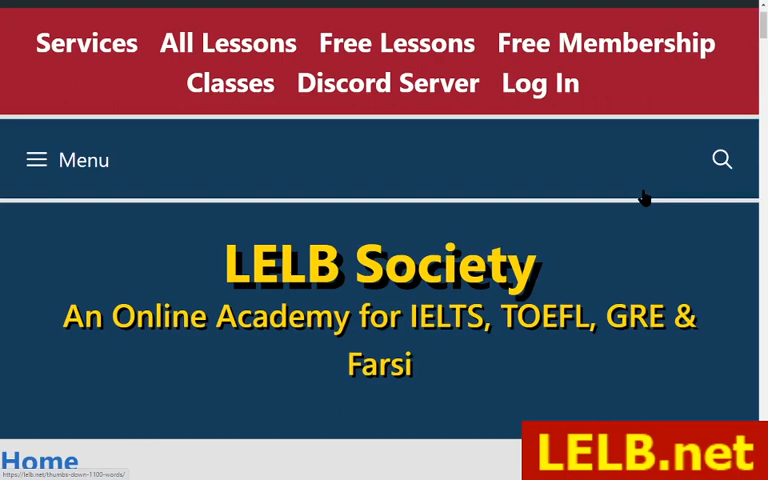 Services All Lessons Free Lessons Free Membership
Classes Discord Server Log In
Menu
LELB Society
An Online Academy for IELTS, TOEFL, GRE &
Farsi
Home
LELB.net
https://lelb.net/thumbs-down-1100-words/